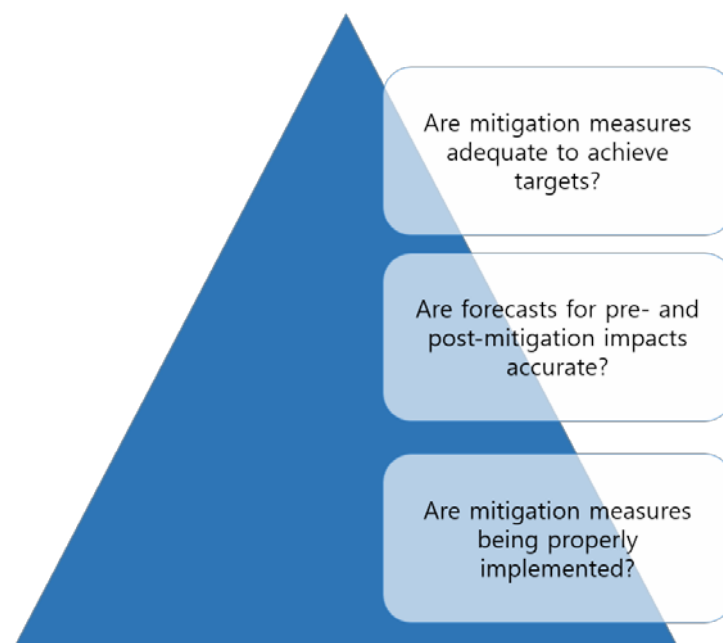 Are mitigation measures
adequate to achieve
targets?
Are forecasts for pre- and
post-mitigation impacts
accurate?
Are mitigation measures
being properly
implemented?